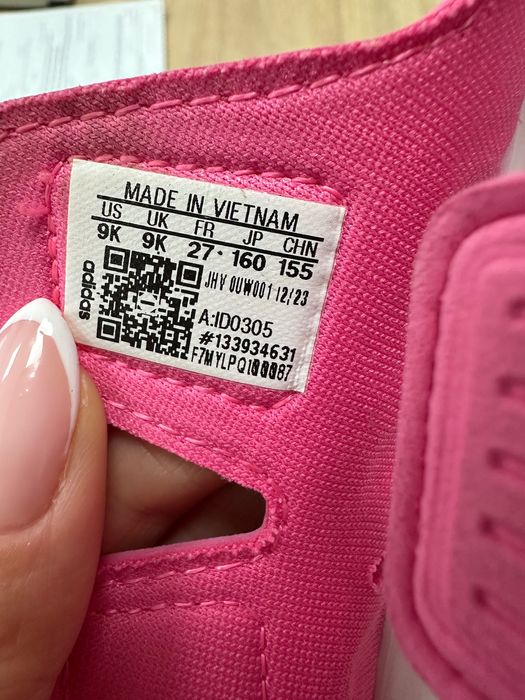 MADE IN VIETNAM
US UK FR JP CHN
9K 9K 27· 160 155
adidas
JHV 0UW001 12/23
A:ID0305
#133934631